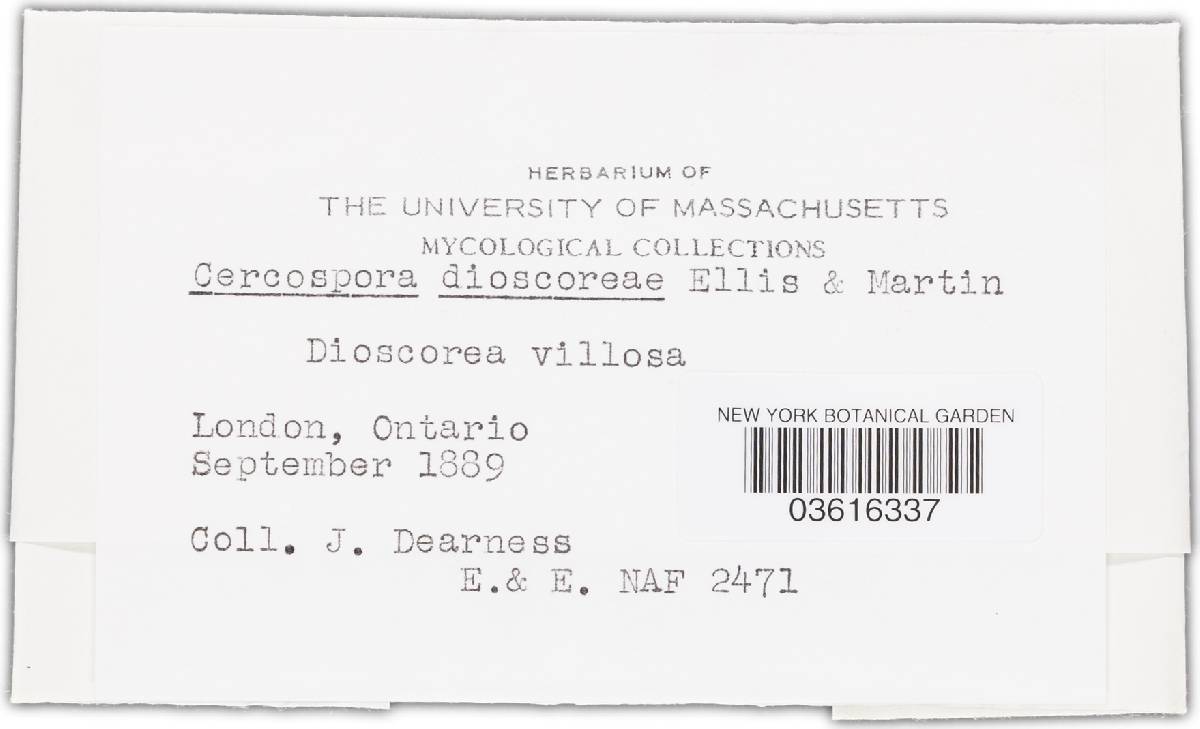 HERBARIUM OF
THE UNIVERSITY OF MASSACHUSETTS
MYCOLOGICAL COLLECTIONS
Cercospora dioscoreae Ellis & Martin
Dioscorea villosa
London, Ontario
September 1889
Coll. J. Dearness
E.& E. NAF 2471
NEW YORK BOTANICAL GARDEN
03616337